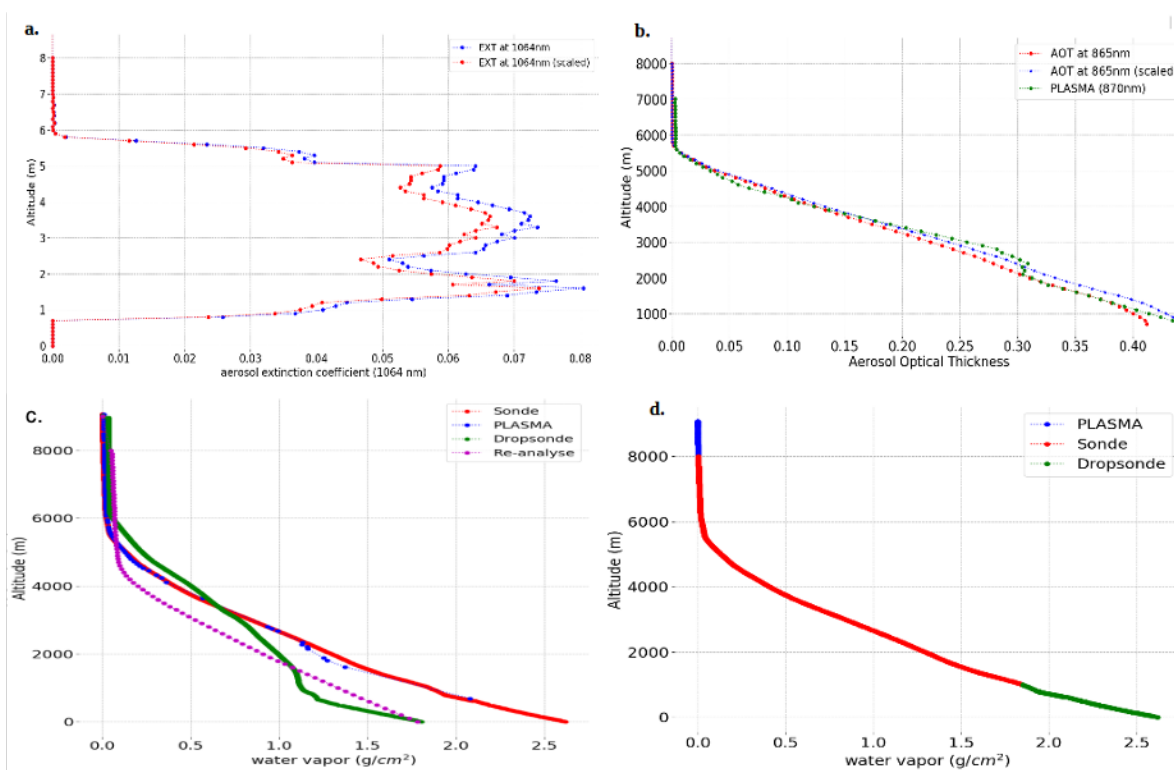 a.
EXT at 1064nm
EXT at 1064nm (scaled)
Altitude (m)
8
7
6
5
4
3
2
1
0
0.00 0.01 0.02 0.03 0.04 0.05 0.06 0.07 0.08
aerosol extinction coefficient (1064 nm)
b.
AOT at 865nm
AOT at 865nm (scaled)
PLASMA (870nm)
Altitude (m)
8000
7000
6000
5000
4000
3000
2000
1000
0.00 0.05 0.10 0.15 0.20 0.25 0.30 0.35 0.40
Aerosol Optical Thickness
c.
Sonde
PLASMA
Dropsonde
Re-analyse
Altitude (m)
8000
6000
4000
2000
0
0.0 0.5 1.0 1.5 2.0 2.5
water vapor (g/cm²)
d.
PLASMA
Sonde
Dropsonde
Altitude (m)
8000
6000
4000
2000
0
0.0 0.5 1.0 1.5 2.0 2.5
water vapor (g/cm²)